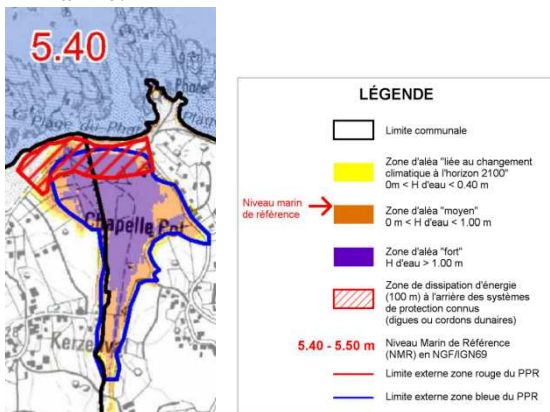 5.40
Phare
Plage du Phare
Plage
Chapelle Pol
Kerzenval
LÉGENDE
Limite communale
Zone d'aléa "liée au changement
climatique à l'horizon 2100"
0m < H d'eau < 0.40 m
Niveau marin
de référence
Zone d'aléa "moyen"
0 m < H d'eau < 1.00 m
Zone d'aléa "fort"
H d'eau > 1.00 m
Zone de dissipation d'énergie
(100 m) à l'arrière des systèmes
de protection connus
(digues ou cordons dunaires)
5.40 - 5.50 m
Niveau Marin de Référence
(NMR) en NGF/IGN69
Limite externe zone rouge du PPR
Limite externe zone bleue du PPR